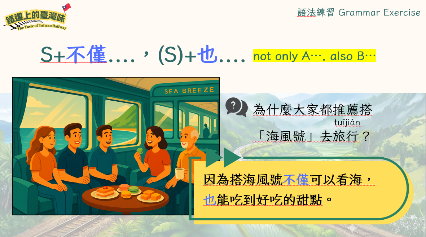 鐵道上的臺灣味
語法練習 Grammar Exercise
S+不僅....，(S)+也.... not only A…, also B…
SEA BREEZE
為什麼大家都推薦搭
tuījiàn
「海風號」去旅行？
因為搭海風號不僅可以看海，
也能吃到好吃的甜點。